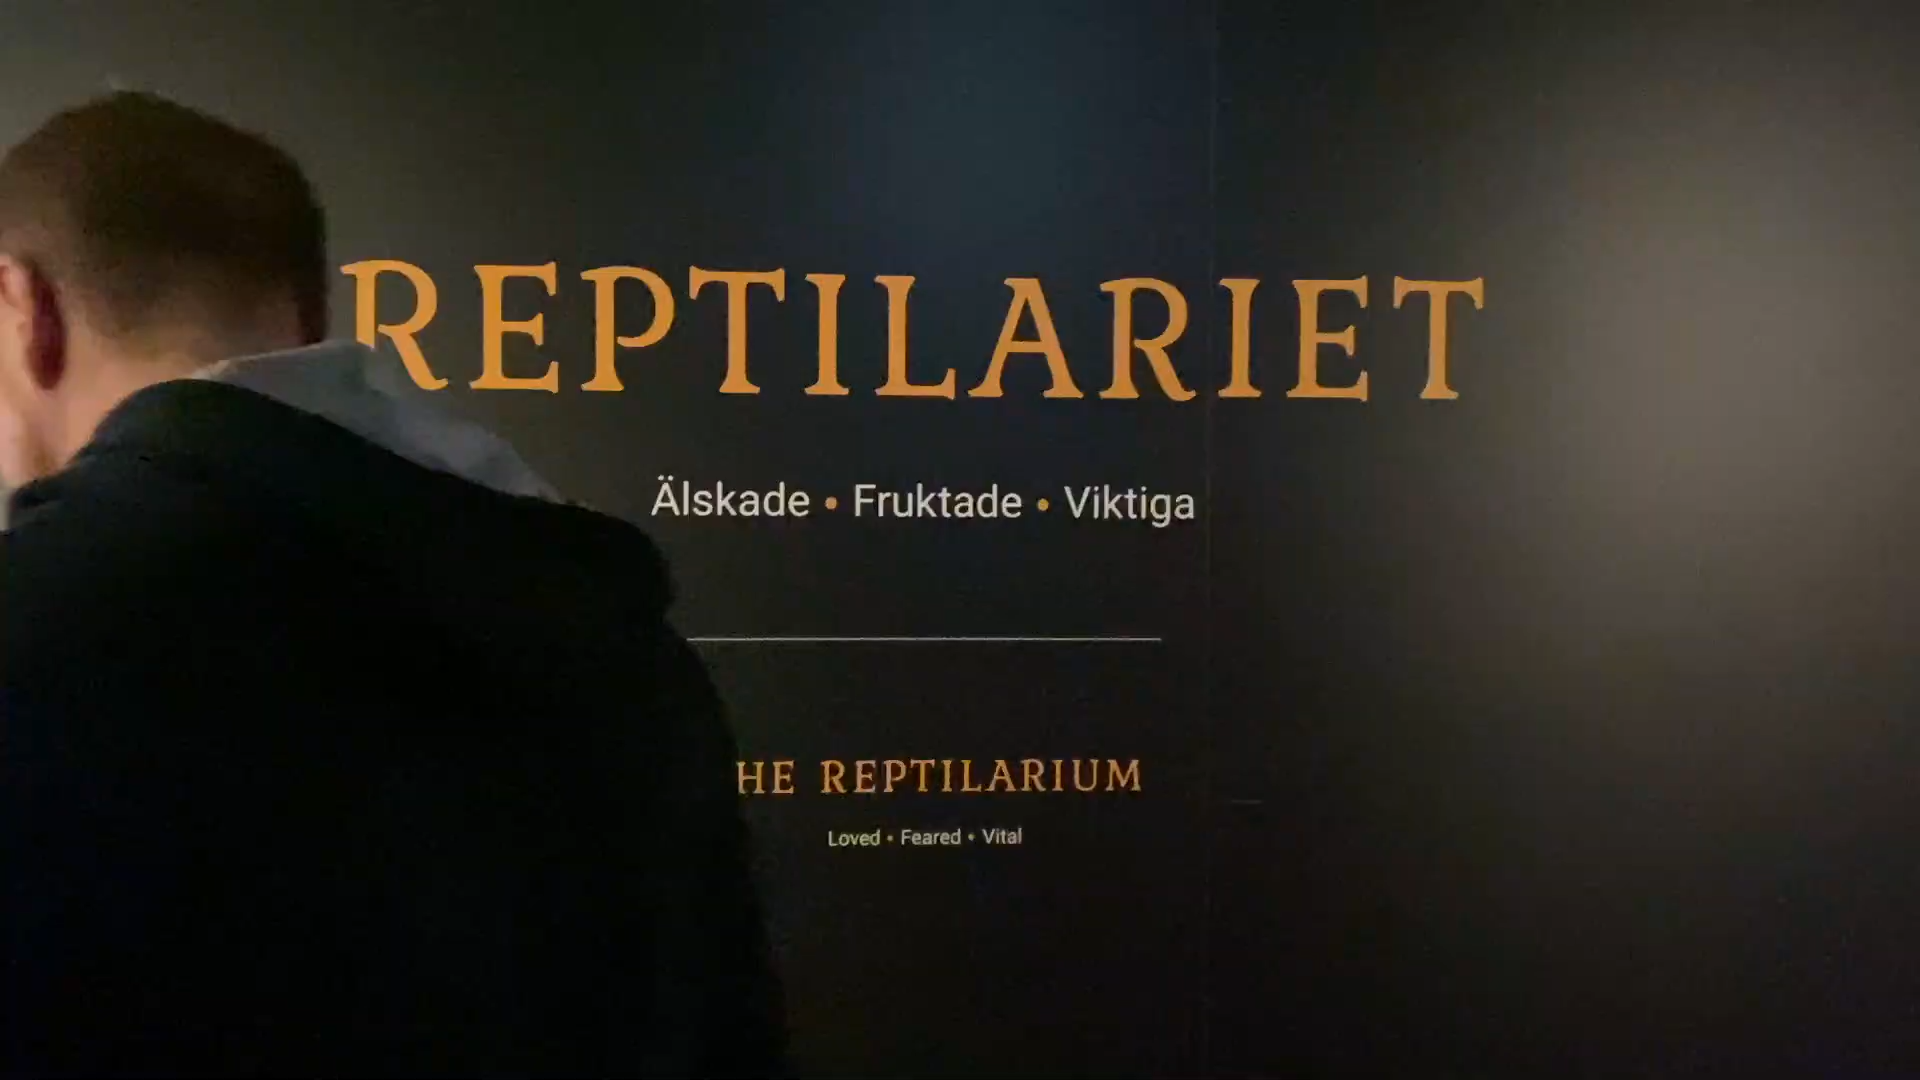 REPTILARIET
Älskade • Fruktade • Viktiga
HE REPTILARIUM
Loved • Feared • Vital